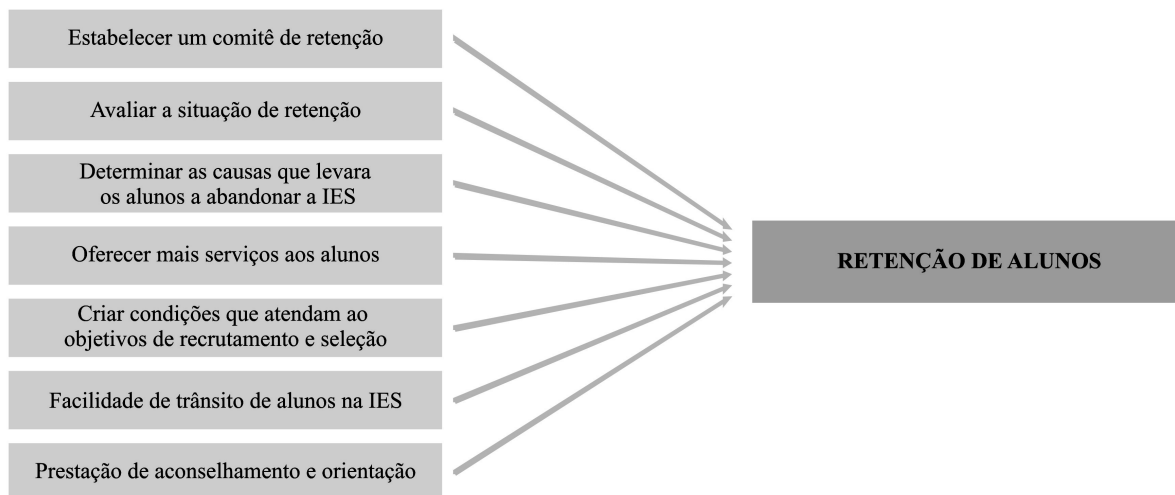 Estabelecer um comitê de retenção
Avaliar a situação de retenção
Determinar as causas que levara
os alunos a abandonar a IES
Oferecer mais serviços aos alunos
Criar condições que atendam ao
objetivos de recrutamento e seleção
Facilidade de trânsito de alunos na IES
Prestação de aconselhamento e orientação
RETENÇÃO DE ALUNOS